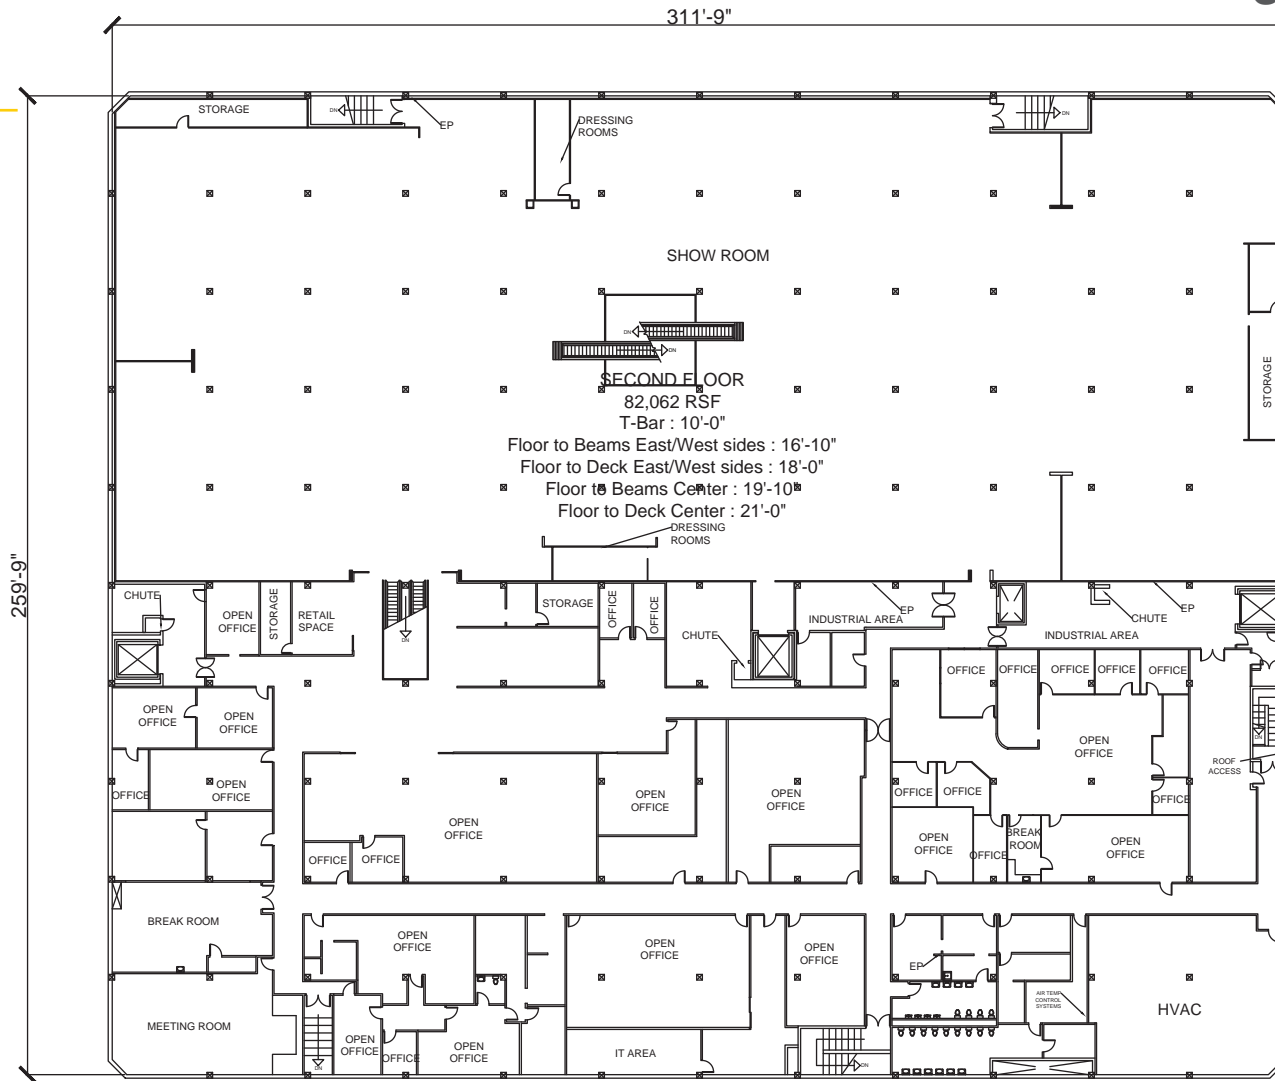 311'-9"
259'-9"
STORAGE
DN
EP
DRESSING
ROOMS
DN
SHOW ROOM
DN
DN
STORAGE
SECOND FLOOR
82,062 RSF
T-Bar : 10'-0"
Floor to Beams East/West sides : 16'-10"
Floor to Deck East/West sides : 18'-0"
Floor to Beams Center : 19'-10"
Floor to Deck Center : 21'-0"
DRESSING
ROOMS
CHUTE
OPEN
OFFICE
STORAGE
RETAIL
SPACE
DN
STORAGE
OFFICE
OFFICE
CHUTE
INDUSTRIAL AREA
EP
INDUSTRIAL AREA
CHUTE
EP
OPEN
OFFICE
OPEN
OFFICE
OFFICE
OPEN
OFFICE
OFFICE
OFFICE
OFFICE
OFFICE
OFFICE
OPEN
OFFICE
DN
ROOF
ACCESS
OPEN
OFFICE
OFFICE
OFFICE
OPEN
OFFICE
OPEN
OFFICE
OFFICE
OFFICE
OFFICE
OPEN
OFFICE
OFFICE
BREAK
ROOM
OPEN
OFFICE
BREAK ROOM
MEETING ROOM
OPEN
OFFICE
OPEN
OFFICE
OPEN
OFFICE
EP
AIR TEMP
CONTROL
SYSTEMS
HVAC
DN
OPEN
OFFICE
OFFICE
OPEN
OFFICE
IT AREA
DN